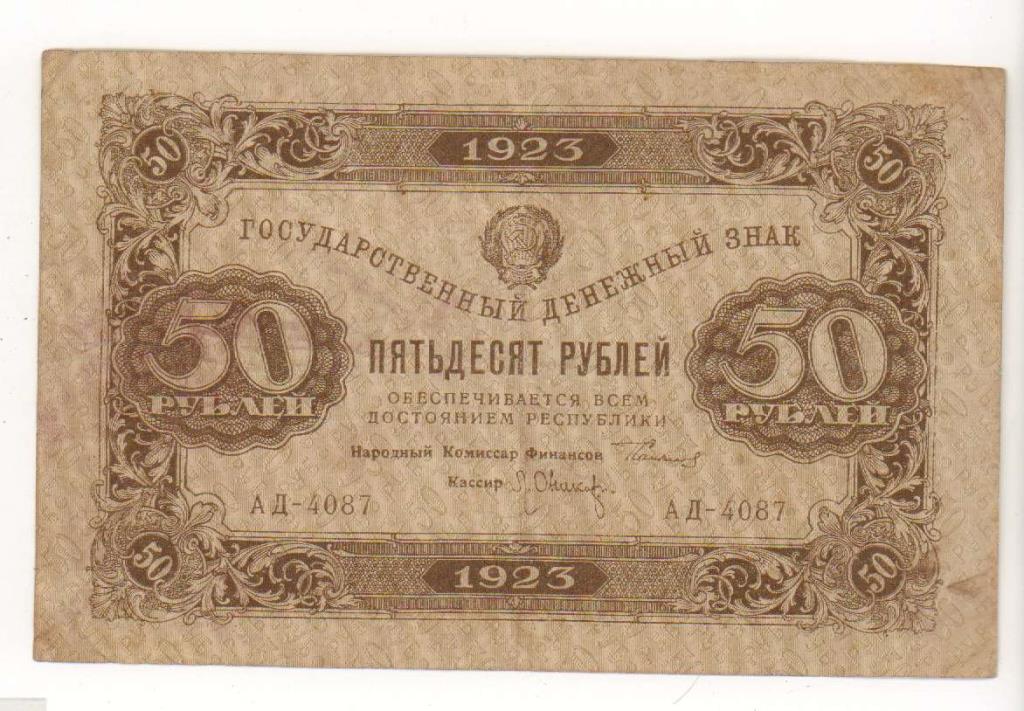 1923
50 50
ГОСУДАРСТВЕННЫЙ ДЕНЕЖНЫЙ ЗНАК
50 РУБЛЕЙ
50 РУБЛЕЙ
ПЯТЬДЕСЯТ РУБЛЕЙ
ОБЕСПЕЧИВАЕТСЯ ВСЕМ
ДОСТОЯНИЕМ РЕСПУБЛИКИ
Народный Комиссар Финансов
Кассир
АД-4087 АД-4087
50 50
1923